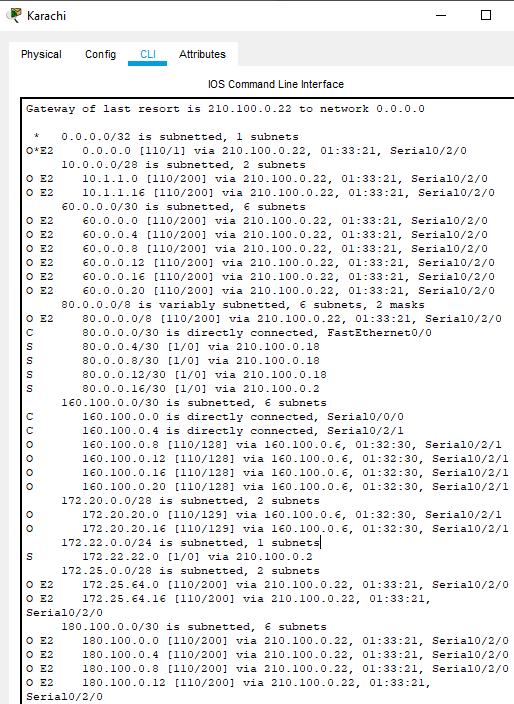 Karachi
Physical Config CLI Attributes
IOS Command Line Interface
Gateway of last resort is 210.100.0.22 to network 0.0.0.0
* 0.0.0.0/32 is subnetted, 1 subnets
O*E2 0.0.0.0 [110/1] via 210.100.0.22, 01:33:21, Serial0/2/0
10.0.0.0/28 is subnetted, 2 subnets
O E2 10.1.1.0 [110/200] via 210.100.0.22, 01:33:21, Serial0/2/0
O E2 10.1.1.16 [110/200] via 210.100.0.22, 01:33:21, Serial0/2/0
60.0.0.0/30 is subnetted, 6 subnets
O E2 60.0.0.0 [110/200] via 210.100.0.22, 01:33:21, Serial0/2/0
O E2 60.0.0.4 [110/200] via 210.100.0.22, 01:33:21, Serial0/2/0
O E2 60.0.0.8 [110/200] via 210.100.0.22, 01:33:21, Serial0/2/0
O E2 60.0.0.12 [110/200] via 210.100.0.22, 01:33:21, Serial0/2/0
O E2 60.0.0.16 [110/200] via 210.100.0.22, 01:33:21, Serial0/2/0
O E2 60.0.0.20 [110/200] via 210.100.0.22, 01:33:21, Serial0/2/0
80.0.0.0/8 is variably subnetted, 6 subnets, 2 masks
O E2 80.0.0.0/8 [110/200] via 210.100.0.22, 01:33:21, Serial0/2/0
C 80.0.0.0/30 is directly connected, FastEthernet0/0
S 80.0.0.4/30 [1/0] via 210.100.0.18
S 80.0.0.8/30 [1/0] via 210.100.0.18
S 80.0.0.12/30 [1/0] via 210.100.0.18
S 80.0.0.16/30 [1/0] via 210.100.0.2
160.100.0.0/30 is subnetted, 6 subnets
C 160.100.0.0 is directly connected, Serial0/0/0
C 160.100.0.4 is directly connected, Serial0/2/1
O 160.100.0.8 [110/128] via 160.100.0.6, 01:32:30, Serial0/2/1
O 160.100.0.12 [110/128] via 160.100.0.6, 01:32:30, Serial0/2/1
O 160.100.0.16 [110/128] via 160.100.0.6, 01:32:30, Serial0/2/1
O 160.100.0.20 [110/128] via 160.100.0.6, 01:32:30, Serial0/2/1
172.20.0.0/28 is subnetted, 2 subnets
O 172.20.20.0 [110/129] via 160.100.0.6, 01:32:30, Serial0/2/1
O 172.20.20.16 [110/129] via 160.100.0.6, 01:32:30, Serial0/2/1
172.22.0.0/24 is subnetted, 1 subnets
S 172.22.22.0 [1/0] via 210.100.0.2
172.25.0.0/28 is subnetted, 2 subnets
O E2 172.25.64.0 [110/200] via 210.100.0.22, 01:33:21, Serial0/2/0
O E2 172.25.64.16 [110/200] via 210.100.0.22, 01:33:21,
Serial0/2/0
180.100.0.0/30 is subnetted, 6 subnets
O E2 180.100.0.0 [110/200] via 210.100.0.22, 01:33:21, Serial0/2/0
O E2 180.100.0.4 [110/200] via 210.100.0.22, 01:33:21, Serial0/2/0
O E2 180.100.0.8 [110/200] via 210.100.0.22, 01:33:21, Serial0/2/0
O E2 180.100.0.12 [110/200] via 210.100.0.22, 01:33:21,
Serial0/2/0